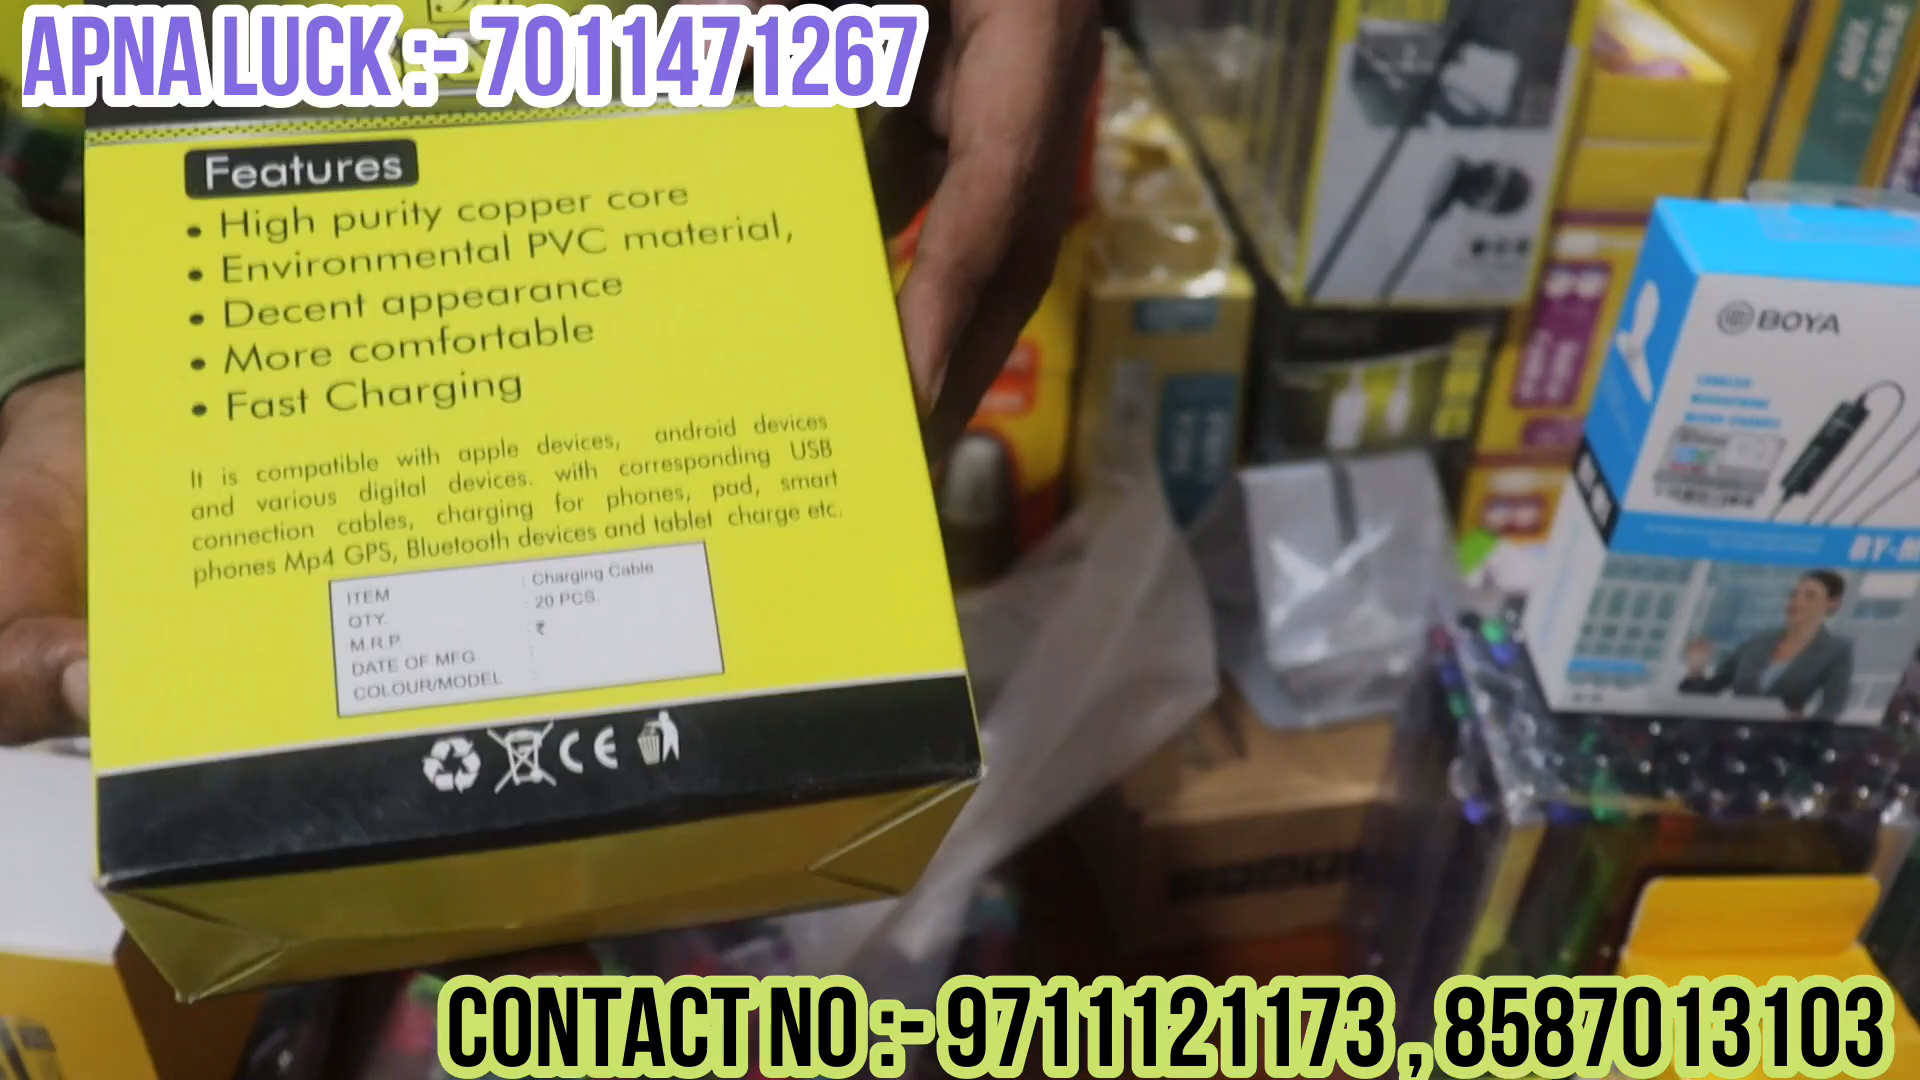 APNA LUCK :- 7011471267
Features
• High purity copper core
• Environmental PVC material,
• Decent appearance
• More comfortable
• Fast Charging
It is compatible with apple devices, android devices
and various digital devices. with corresponding USB
connection cables, charging for phones, pad, smart
phones Mp4 GPS, Bluetooth devices and tablet charge etc.
ITEM : Charging Cable
QTY. : 20 PCS.
M.R.P. : ₹
DATE OF MFG :
COLOUR/MODEL :
CE
BOYA
BY-M
CABLE
CONTACT NO :- 9711121173 , 8587013103